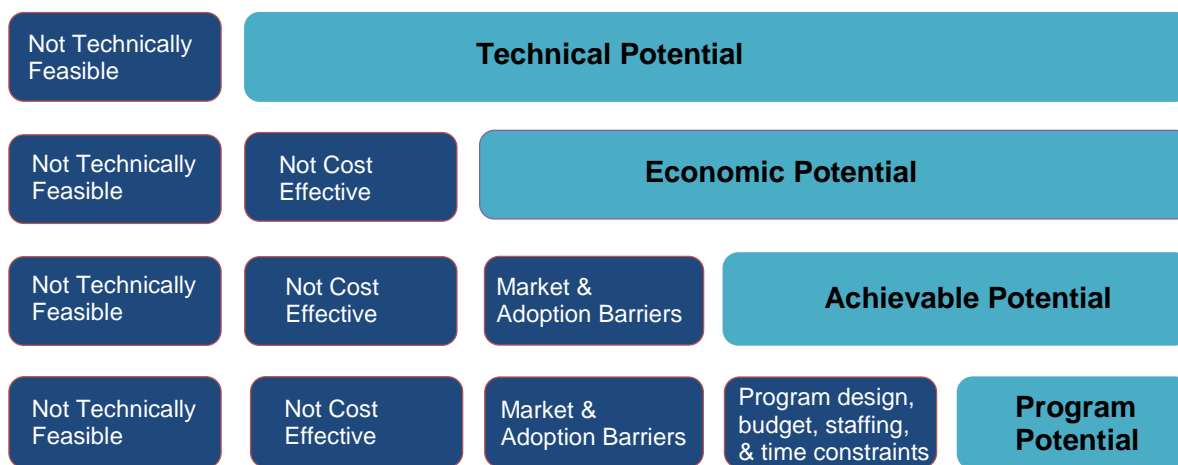 Not Technically
Feasible
Technical Potential
Not Technically
Feasible
Not Cost
Effective
Economic Potential
Not Technically
Feasible
Not Cost
Effective
Market &
Adoption Barriers
Achievable Potential
Not Technically
Feasible
Not Cost
Effective
Market &
Adoption Barriers
Program design,
budget, staffing,
& time constraints
Program
Potential